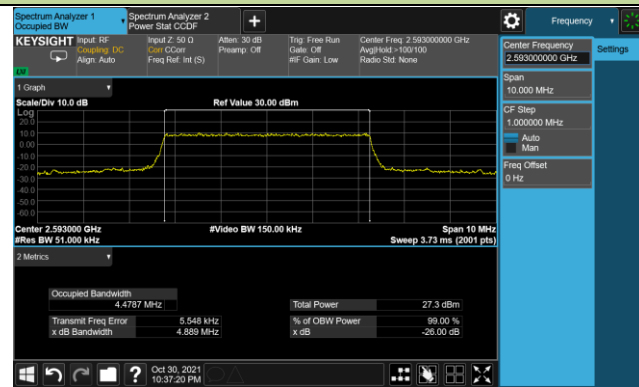 Spectrum Analyzer 1
Occupied BW
Spectrum Analyzer 2
Power Stat CCDF
Frequency
KEYSIGHT
Input: RF
Coupling: DC
Align: Auto
Input Z: 50 Ω
Corr CCorr
Freq Ref: Int (S)
Atten: 30 dB
Preamp: Off
Trig: Free Run
Gate: Off
#IF Gain: Low
Center Freq: 2.593000000 GHz
Avg|Hold:>100/100
Radio Std: None
Center Frequency
2.593000000 GHz
Settings
Span
10.000 MHz
CF Step
1.000000 MHz
Auto
Man
Freq Offset
0 Hz
1 Graph
Scale/Div 10.0 dB
Ref Value 30.00 dBm
Log
20.0
10.0
0.00
-10.0
-20.0
-30.0
-40.0
-50.0
-60.0
Center 2.593000 GHz
#Video BW 150.00 kHz
Span 10 MHz
#Res BW 51.000 kHz
Sweep 3.73 ms (2001 pts)
2 Metrics
Occupied Bandwidth
4.4787 MHz
Total Power 27.3 dBm
Transmit Freq Error 5.548 kHz
% of OBW Power 99.00 %
x dB Bandwidth 4.889 MHz
x dB -26.00 dB
Oct 30, 2021
10:37:20 PM